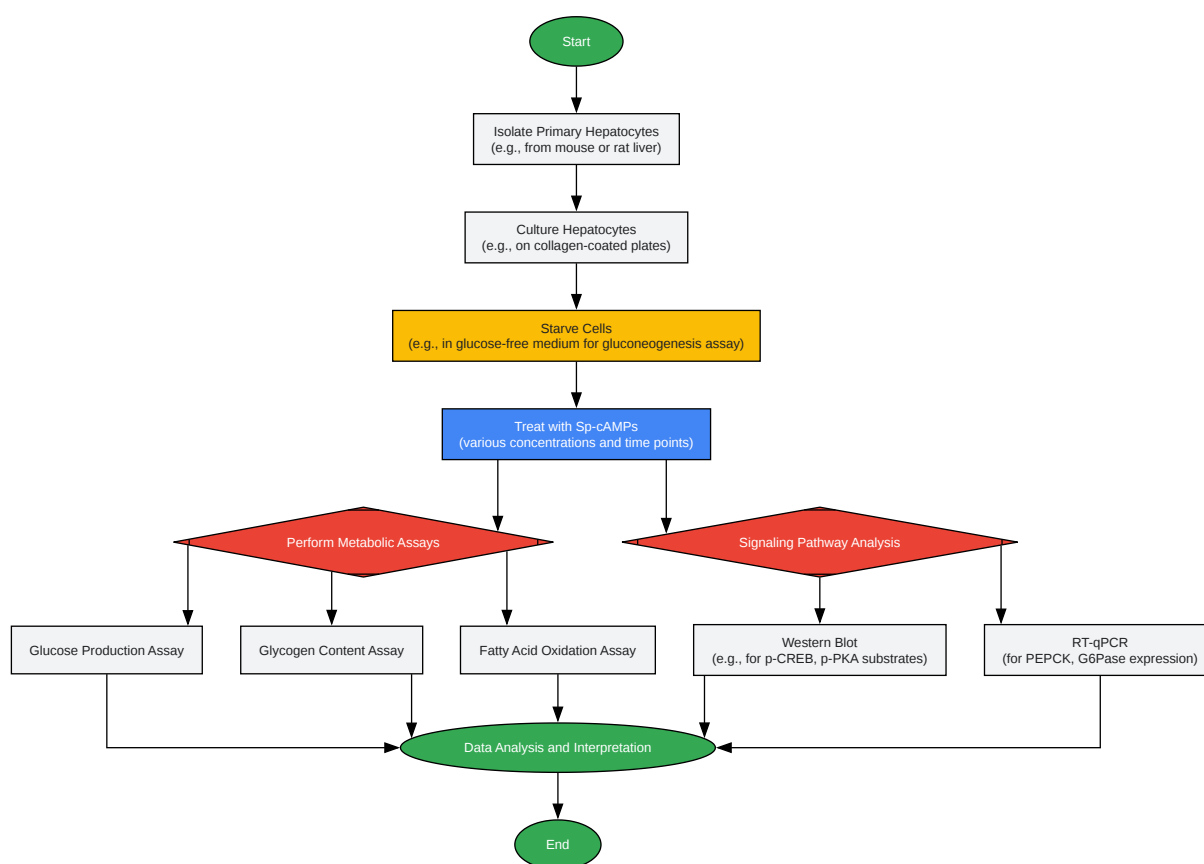 Start
Isolate Primary Hepatocytes
(e.g., from mouse or rat liver)
Culture Hepatocytes
(e.g., on collagen-coated plates)
Starve Cells
(e.g., in glucose-free medium for gluconeogenesis assay)
Treat with Sp-cAMPs
(various concentrations and time points)
Perform Metabolic Assays
Signaling Pathway Analysis
Glucose Production Assay
Glycogen Content Assay
Fatty Acid Oxidation Assay
Western Blot
(e.g., for p-CREB, p-PKA substrates)
RT-qPCR
(for PEPCK, G6Pase expression)
Data Analysis and Interpretation
End